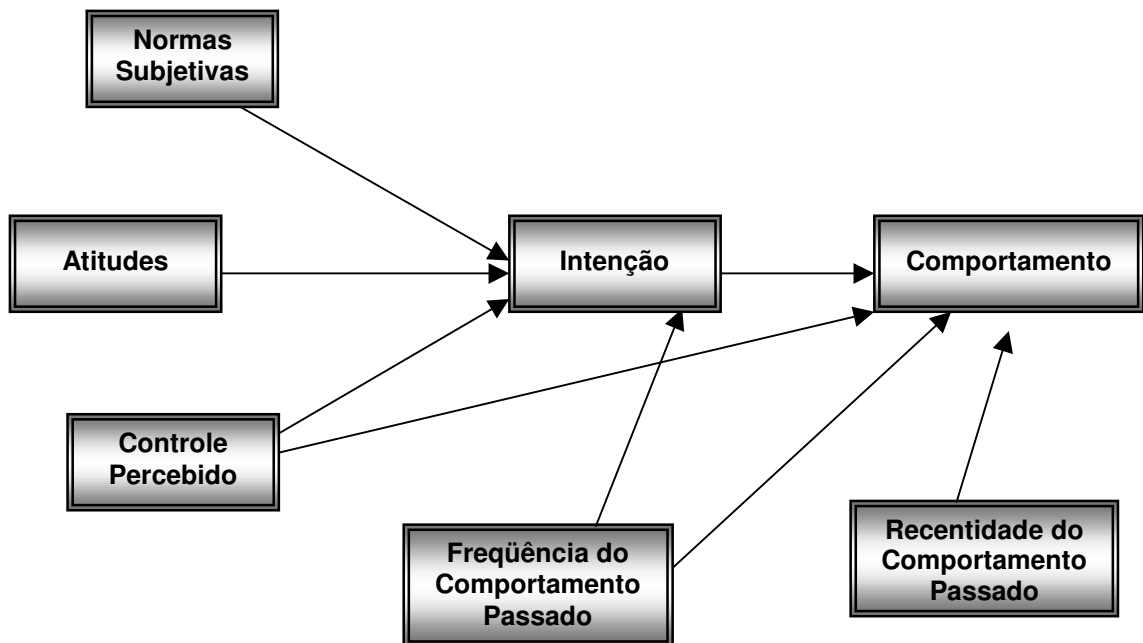 Normas
Subjetivas
Atitudes
Intenção
Comportamento
Controle
Percebido
Freqüência do
Comportamento
Passado
Recentidade do
Comportamento
Passado